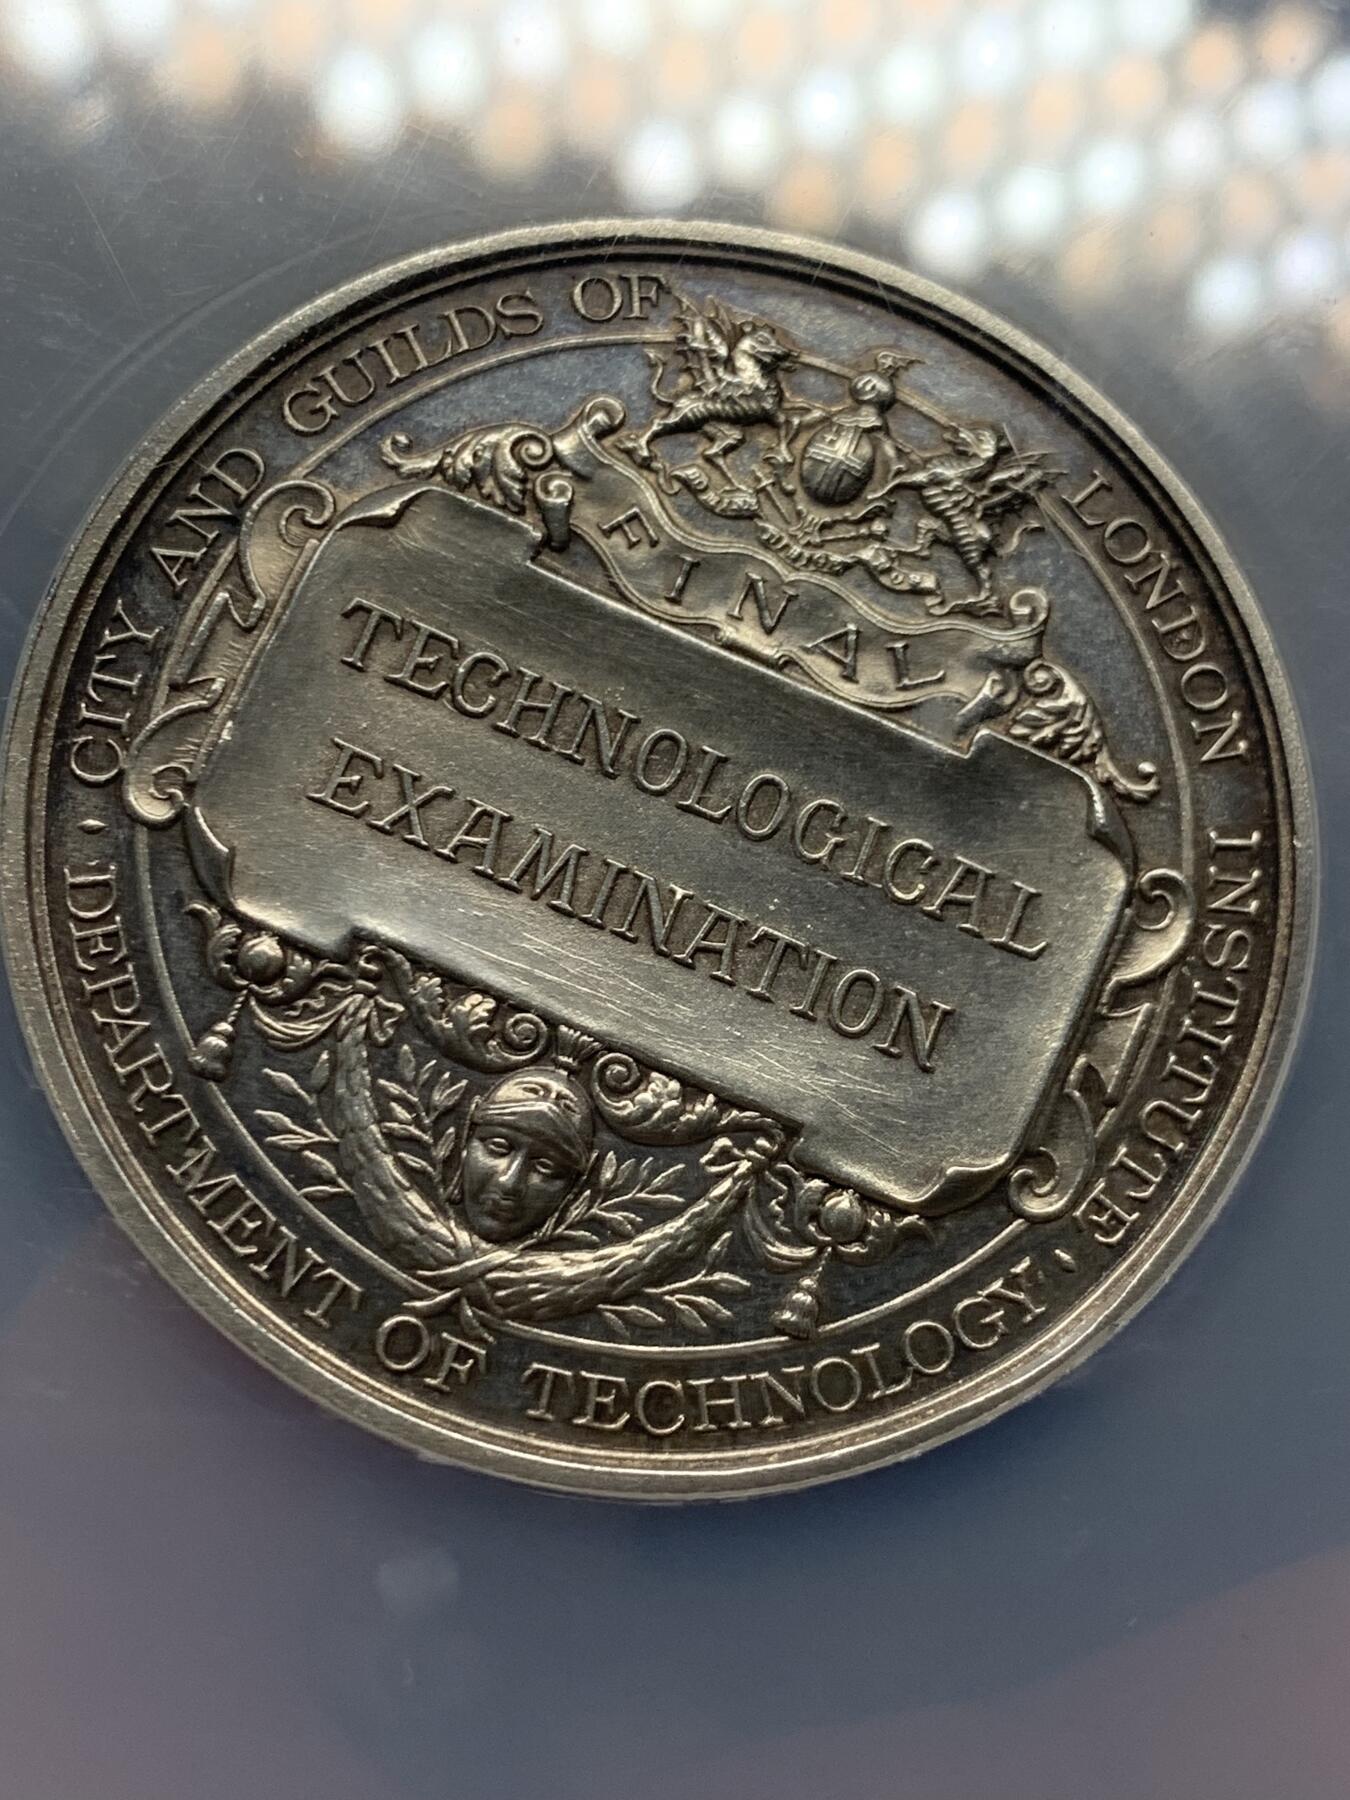 CITY AND GUILDS OF LONDON INSTITUTE ·
· DEPARTMENT OF TECHNOLOGY
FINAL
TECHNOLOGICAL
EXAMINATION